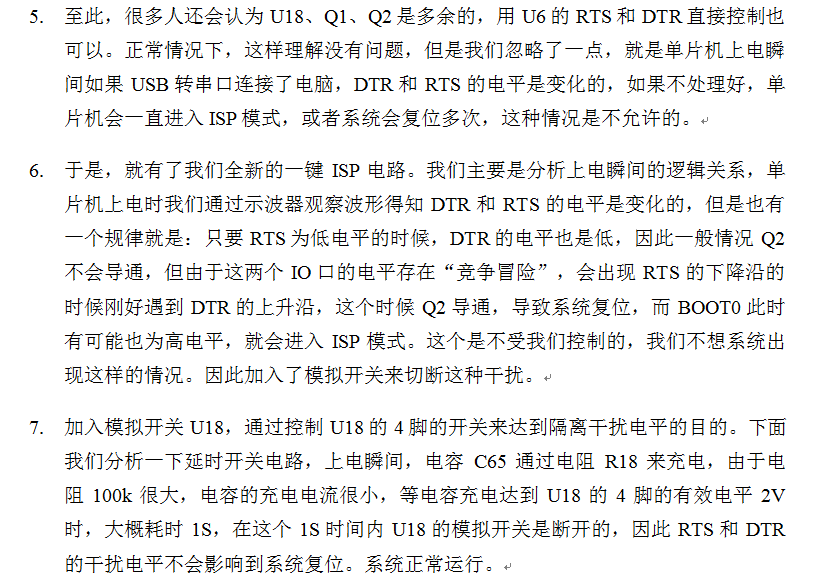 5. 至此，很多人还会认为 U18、Q1、Q2 是多余的，用 U6 的 RTS 和 DTR 直接控制也
可以。正常情况下，这样理解没有问题，但是我们忽略了一点，就是单片机上电瞬
间如果 USB 转串口连接了电脑，DTR 和 RTS 的电平是变化的，如果不处理好，单
片机会一直进入 ISP 模式，或者系统会复位多次，这种情况是不允许的。
6. 于是，就有了我们全新的一键 ISP 电路。我们主要是分析上电瞬间的逻辑关系，单
片机上电时我们通过示波器观察波形得知 DTR 和 RTS 的电平是变化的，但是也有
一个规律就是：只要 RTS 为低电平的时候，DTR 的电平也是低，因此一般情况 Q2
不会导通，但由于这两个 IO 口的电平存在“竞争冒险”，会出现 RTS 的下降沿的
时候刚好遇到 DTR 的上升沿，这个时候 Q2 导通，导致系统复位，而 BOOT0 此时
有可能也为高电平，就会进入 ISP 模式。这个是不受我们控制的，我们不想系统出
现这样的情况。因此加入了模拟开关来切断这种干扰。
7. 加入模拟开关 U18，通过控制 U18 的 4 脚的开关来达到隔离干扰电平的目的。下面
我们分析一下延时开关电路，上电瞬间，电容 C65 通过电阻 R18 来充电，由于电
阻 100k 很大，电容的充电电流很小，等电容充电达到 U18 的 4 脚的有效电平 2V
时，大概耗时 1S，在这个 1S 时间内 U18 的模拟开关是断开的，因此 RTS 和 DTR
的干扰电平不会影响到系统复位。系统正常运行。